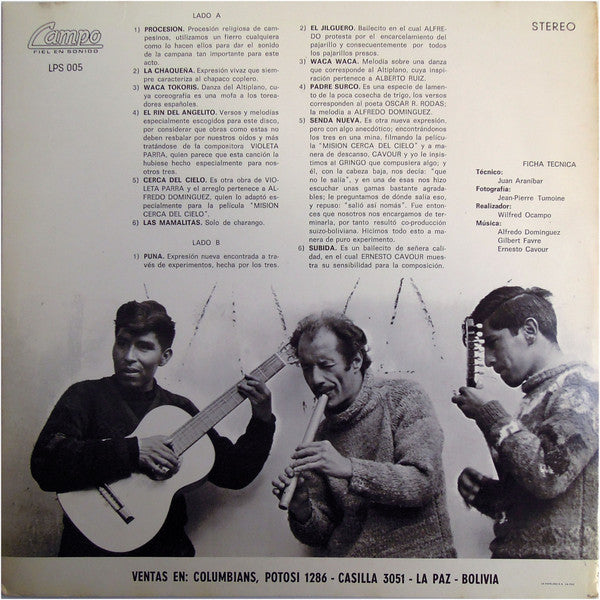 Campo
FIEL EN SONIDO
LPS 005
LADO A
1) PROCESION. Procesión religiosa de cam-
pesinos, utilizamos un fierro cualquiera
como lo hacen ellos para dar el sonido
de la campana tan importante para este
acto.
2) LA CHAQUEÑA. Expresión vivaz que siem-
pre caracteriza al chapaco coplero.
3) WACA TOKORIS. Danza del Altiplano, cu-
ya coreografía es una mofa a los torea-
dores españoles.
4) EL RIN DEL ANGELITO. Versos y melodías
especialmente escogidos para este disco,
por considerar que obras como estas no
deben resbalar por nuestros oídos y más
tratándose de la compositora VIOLETA
PARRA, quien parece que esta canción la
hubiese hecho especialmente para nos-
otros tres.
5) CERCA DEL CIELO. Es otra obra de VIO-
LETA PARRA y el arreglo pertenece a AL-
FREDO DOMINGUEZ, quien lo adaptó es-
pecialmente para la película "MISION
CERCA DEL CIELO".
6) LAS MAMALITAS. Solo de charango.
LADO B
1) PUNA. Expresión nueva encontrada a tra-
vés de experimentos, hecha por los tres.
2) EL JILGUERO. Bailecito en el cual ALFRE-
DO protesta por el encarcelamiento del
pajarillo y consecuentemente por todos
los pajarillos presos.
3) WACA WACA. Melodía sobre una danza
que corresponde al Altiplano, cuya inspi-
ración pertenece a ALBERTO RUIZ.
4) PADRE SURCO. Es una especie de lamen-
to de la poca cosecha de trigo, los versos
corresponden al poeta OSCAR R. RODAS;
la melodía a ALFREDO DOMINGUEZ.
5) SENDA NUEVA. Es otra nueva expresión,
pero con algo anecdótico; encontrándonos
los tres en una mina, filmando la pelícu-
la "MISION CERCA DEL CIELO" y a ma-
nera de descanso, CAVOUR y yo le insis-
timos al GRINGO que compusiera algo; y
él, con la cabeza baja, nos decía: "que
no le salía", y en una de esas nos hizo
escuchar unas gamas bastante agrada-
bles; le preguntamos de dónde salía eso,
y repuso: "salió así nomás". Fue enton-
ces que nosotros nos encargamos de ter-
minarla, por tanto resultó co-producción
suizo-boliviana. Hicimos todo esto a ma-
nera de puro experimento.
6) SUBIDA. Es un bailecito de señera cali-
dad, en el cual ERNESTO CAVOUR mues-
tra su sensibilidad para la composición.
STEREO
FICHA TECNICA
Técnico:
Juan Araníbar
Fotografía:
Jean-Pierre Tumoine
Realizador:
Wilfred Ocampo
Música:
Alfredo Domínguez
Gilbert Favre
Ernesto Cavour
VENTAS EN: COLUMBIANS, POTOSI 1286 - CASILLA 3051 - LA PAZ - BOLIVIA